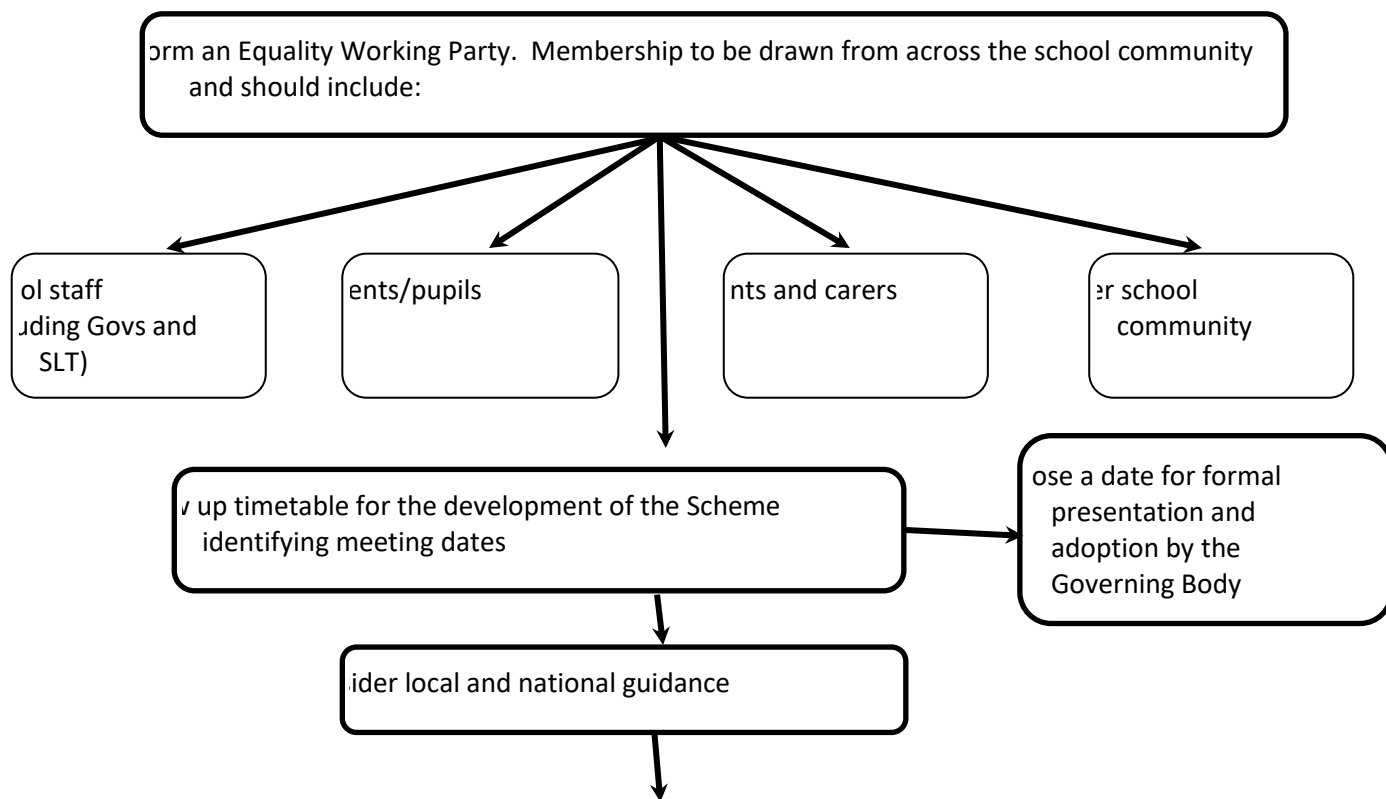 orm an Equality Working Party. Membership to be drawn from across the school community
and should include:
ol staff
uding Govs and
SLT)
ents/pupils
nts and carers
er school
community
w up timetable for the development of the Scheme
identifying meeting dates
ose a date for formal
presentation and
adoption by the
Governing Body
ider local and national guidance